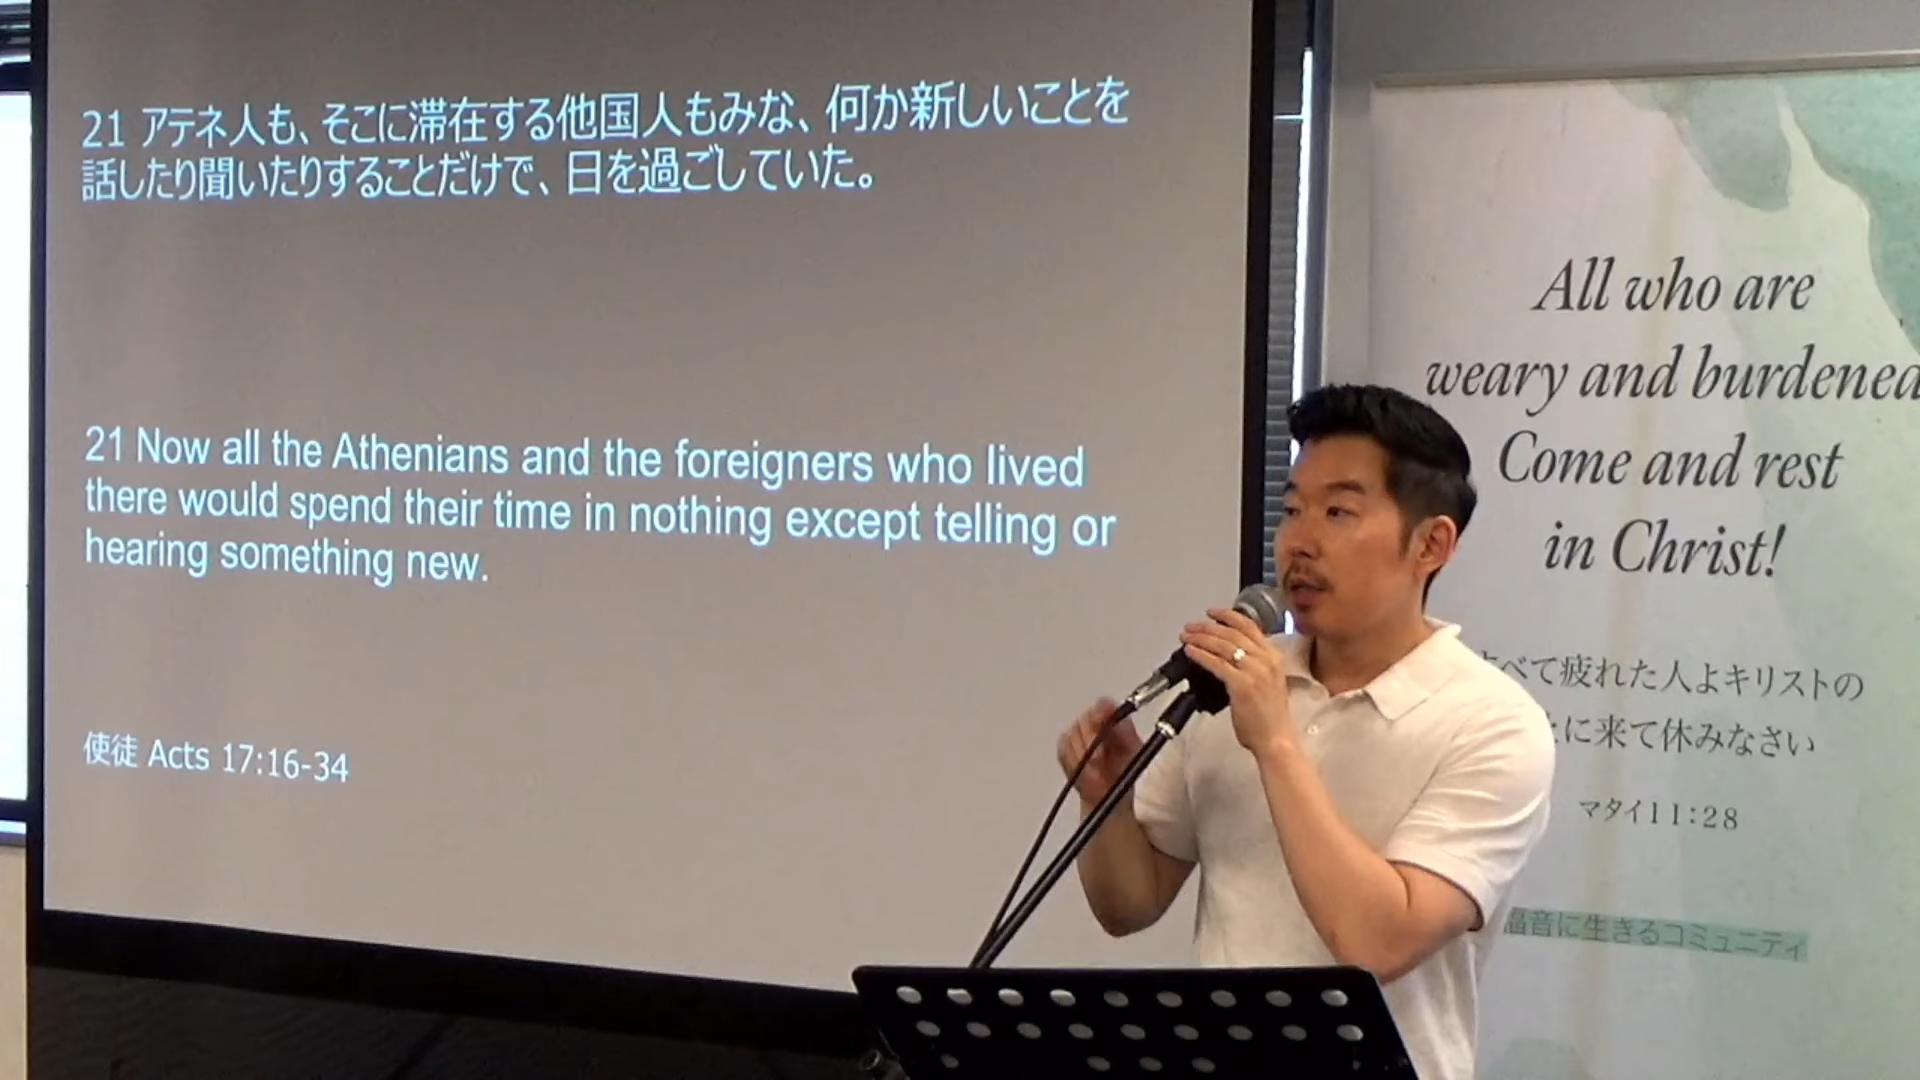 21 アテネ人も、そこに滞在する他国人もみな、何か新しいことを
話したり聞いたりすることだけで、日を過ごしていた。
21 Now all the Athenians and the foreigners who lived
there would spend their time in nothing except telling or
hearing something new.
使徒 Acts 17:16-34
All who are
weary and burdened
Come and rest
in Christ!
べて疲れた人よキリストの
に来て休みなさい
マタイ11:28
音に生きるコミュニティ